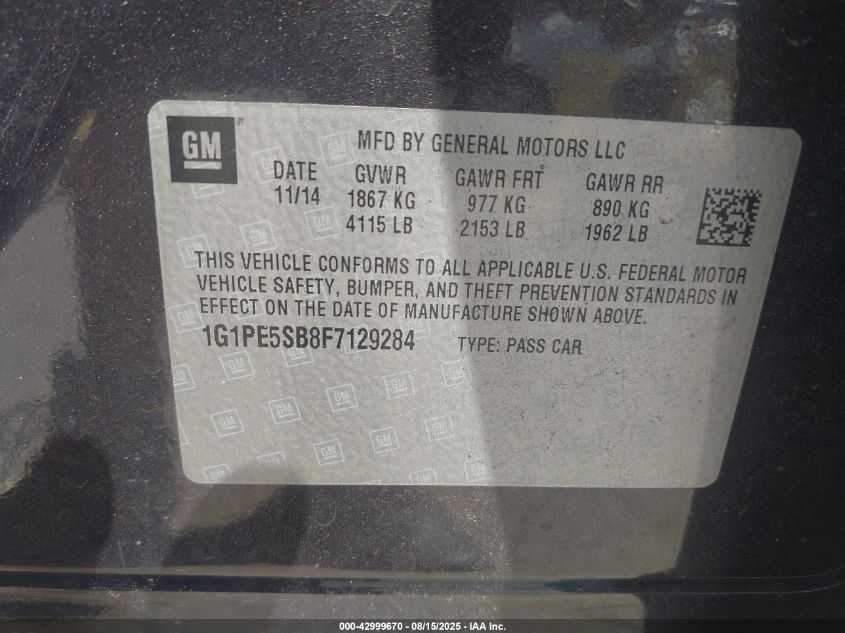 GM
MFD BY GENERAL MOTORS LLC
DATE GVWR GAWR FRT GAWR RR
11/14 1867 KG 977 KG 890 KG
4115 LB 2153 LB 1962 LB
THIS VEHICLE CONFORMS TO ALL APPLICABLE U.S. FEDERAL MOTOR
VEHICLE SAFETY, BUMPER, AND THEFT PREVENTION STANDARDS IN
EFFECT ON THE DATE OF MANUFACTURE SHOWN ABOVE.
1G1PE5SB8F7129284 TYPE: PASS CAR
000-42999670 - 08/15/2025 - IAA Inc.